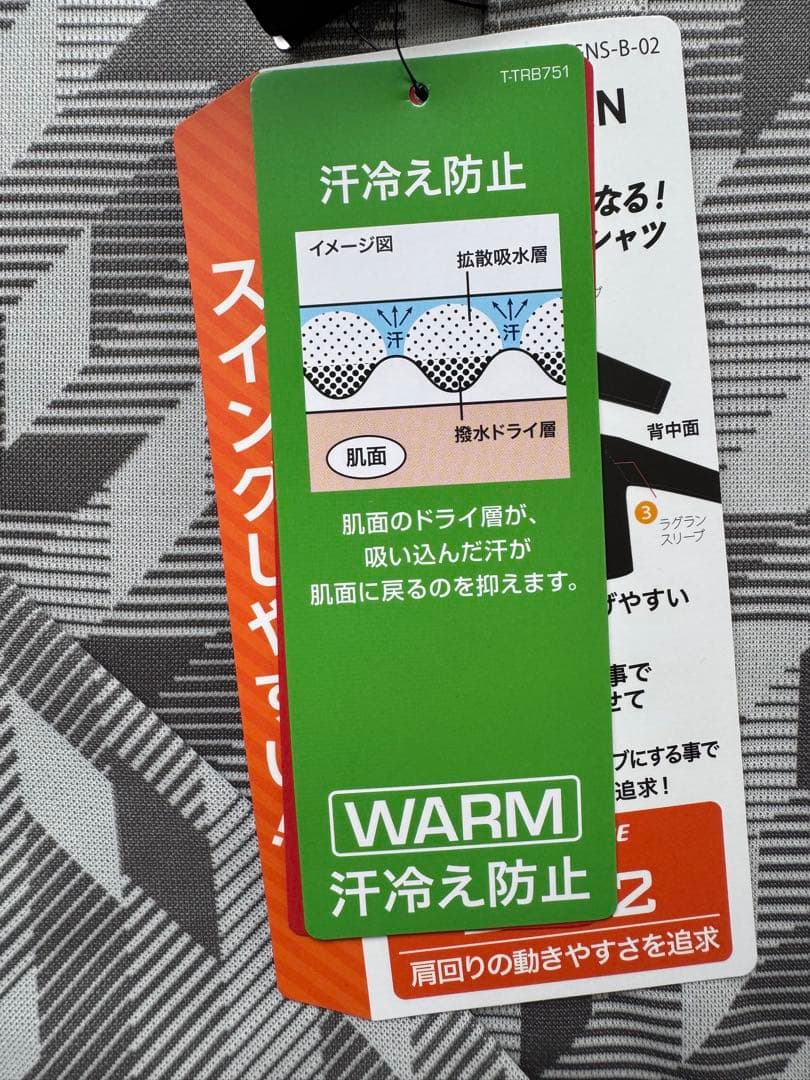 T-TRB751
汗冷え防止
イメージ図
拡散吸水層
汗
汗
撥水ドライ層
肌面
肌面のドライ層が、
吸い込んだ汗が
肌面に戻るのを抑えます。
WARM
汗冷え防止
スイングしやすい!
NS-B-02
N
なる!
シャツ
背中面
3
ラグラン
スリーブ
げやすい
事で
せて
ブにする事で
追求!
E
2
肩回りの動きやすさを追求